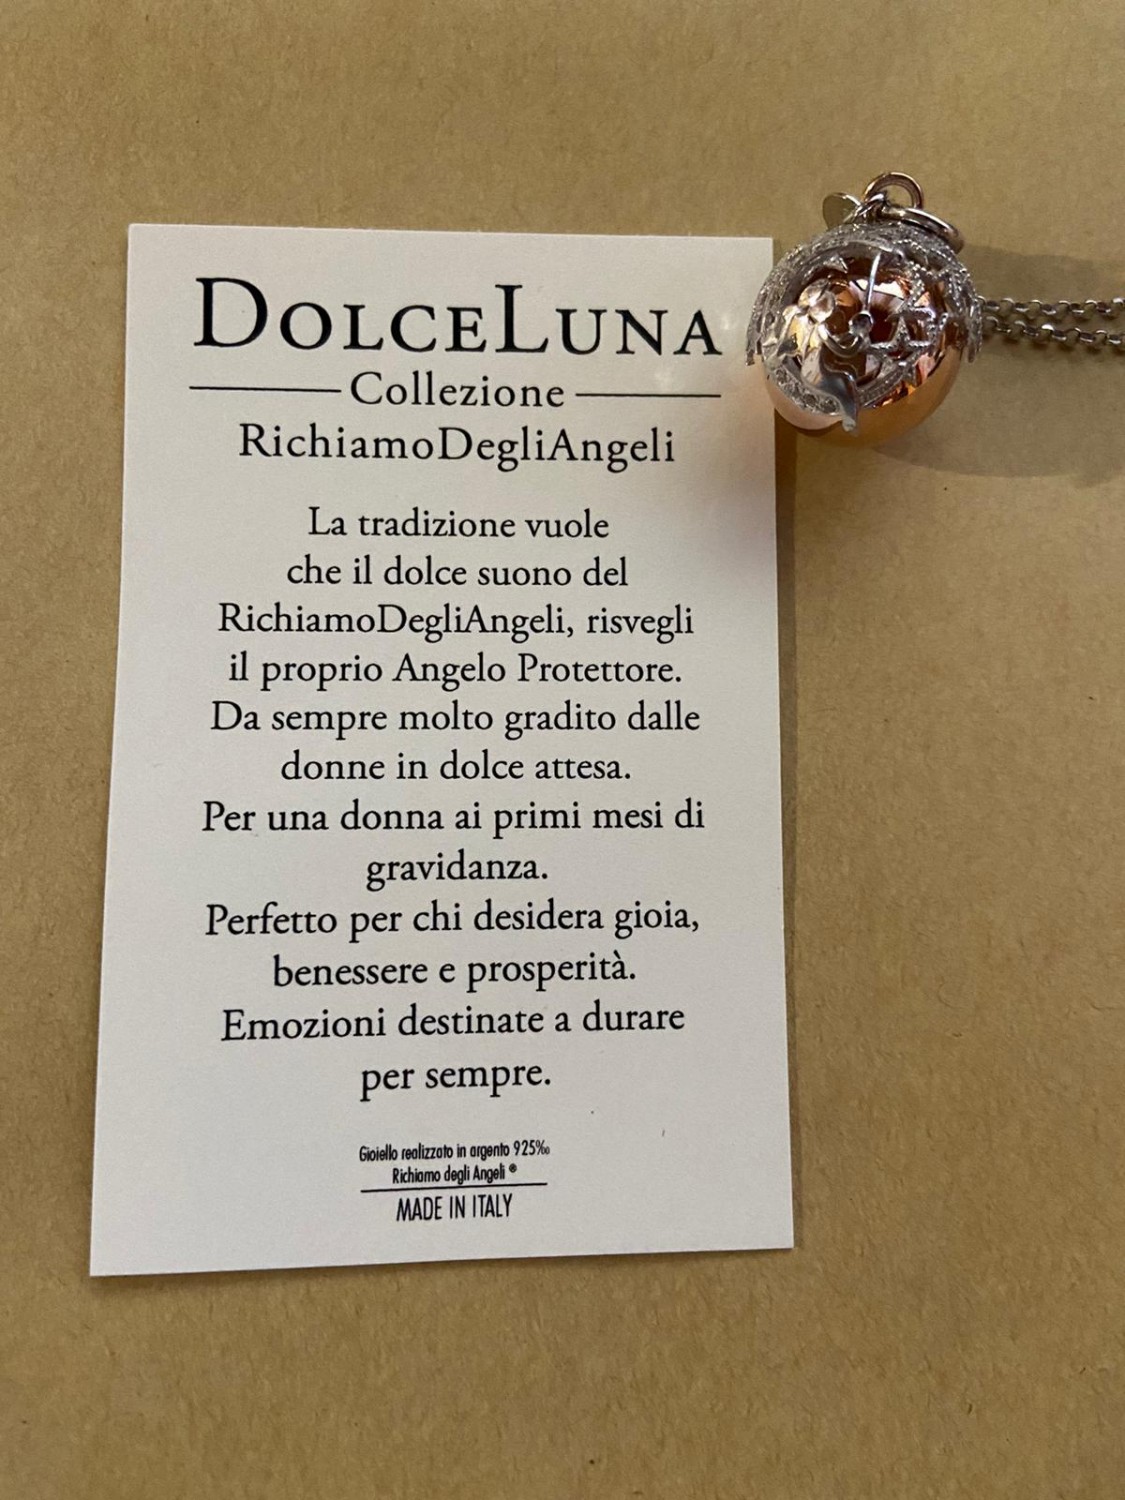 DOLCELUNA
Collezione
RichiamoDegliAngeli
La tradizione vuole
che il dolce suono del
RichiamoDegliAngeli, risvegli
il proprio Angelo Protettore.
Da sempre molto gradito dalle
donne in dolce attesa.
Per una donna ai primi mesi di
gravidanza.
Perfetto per chi desidera gioia,
benessere e prosperità.
Emozioni destinate a durare
per sempre.
Gioiello realizzato in argento 925‰
Richiamo degli Angeli ®
MADE IN ITALY